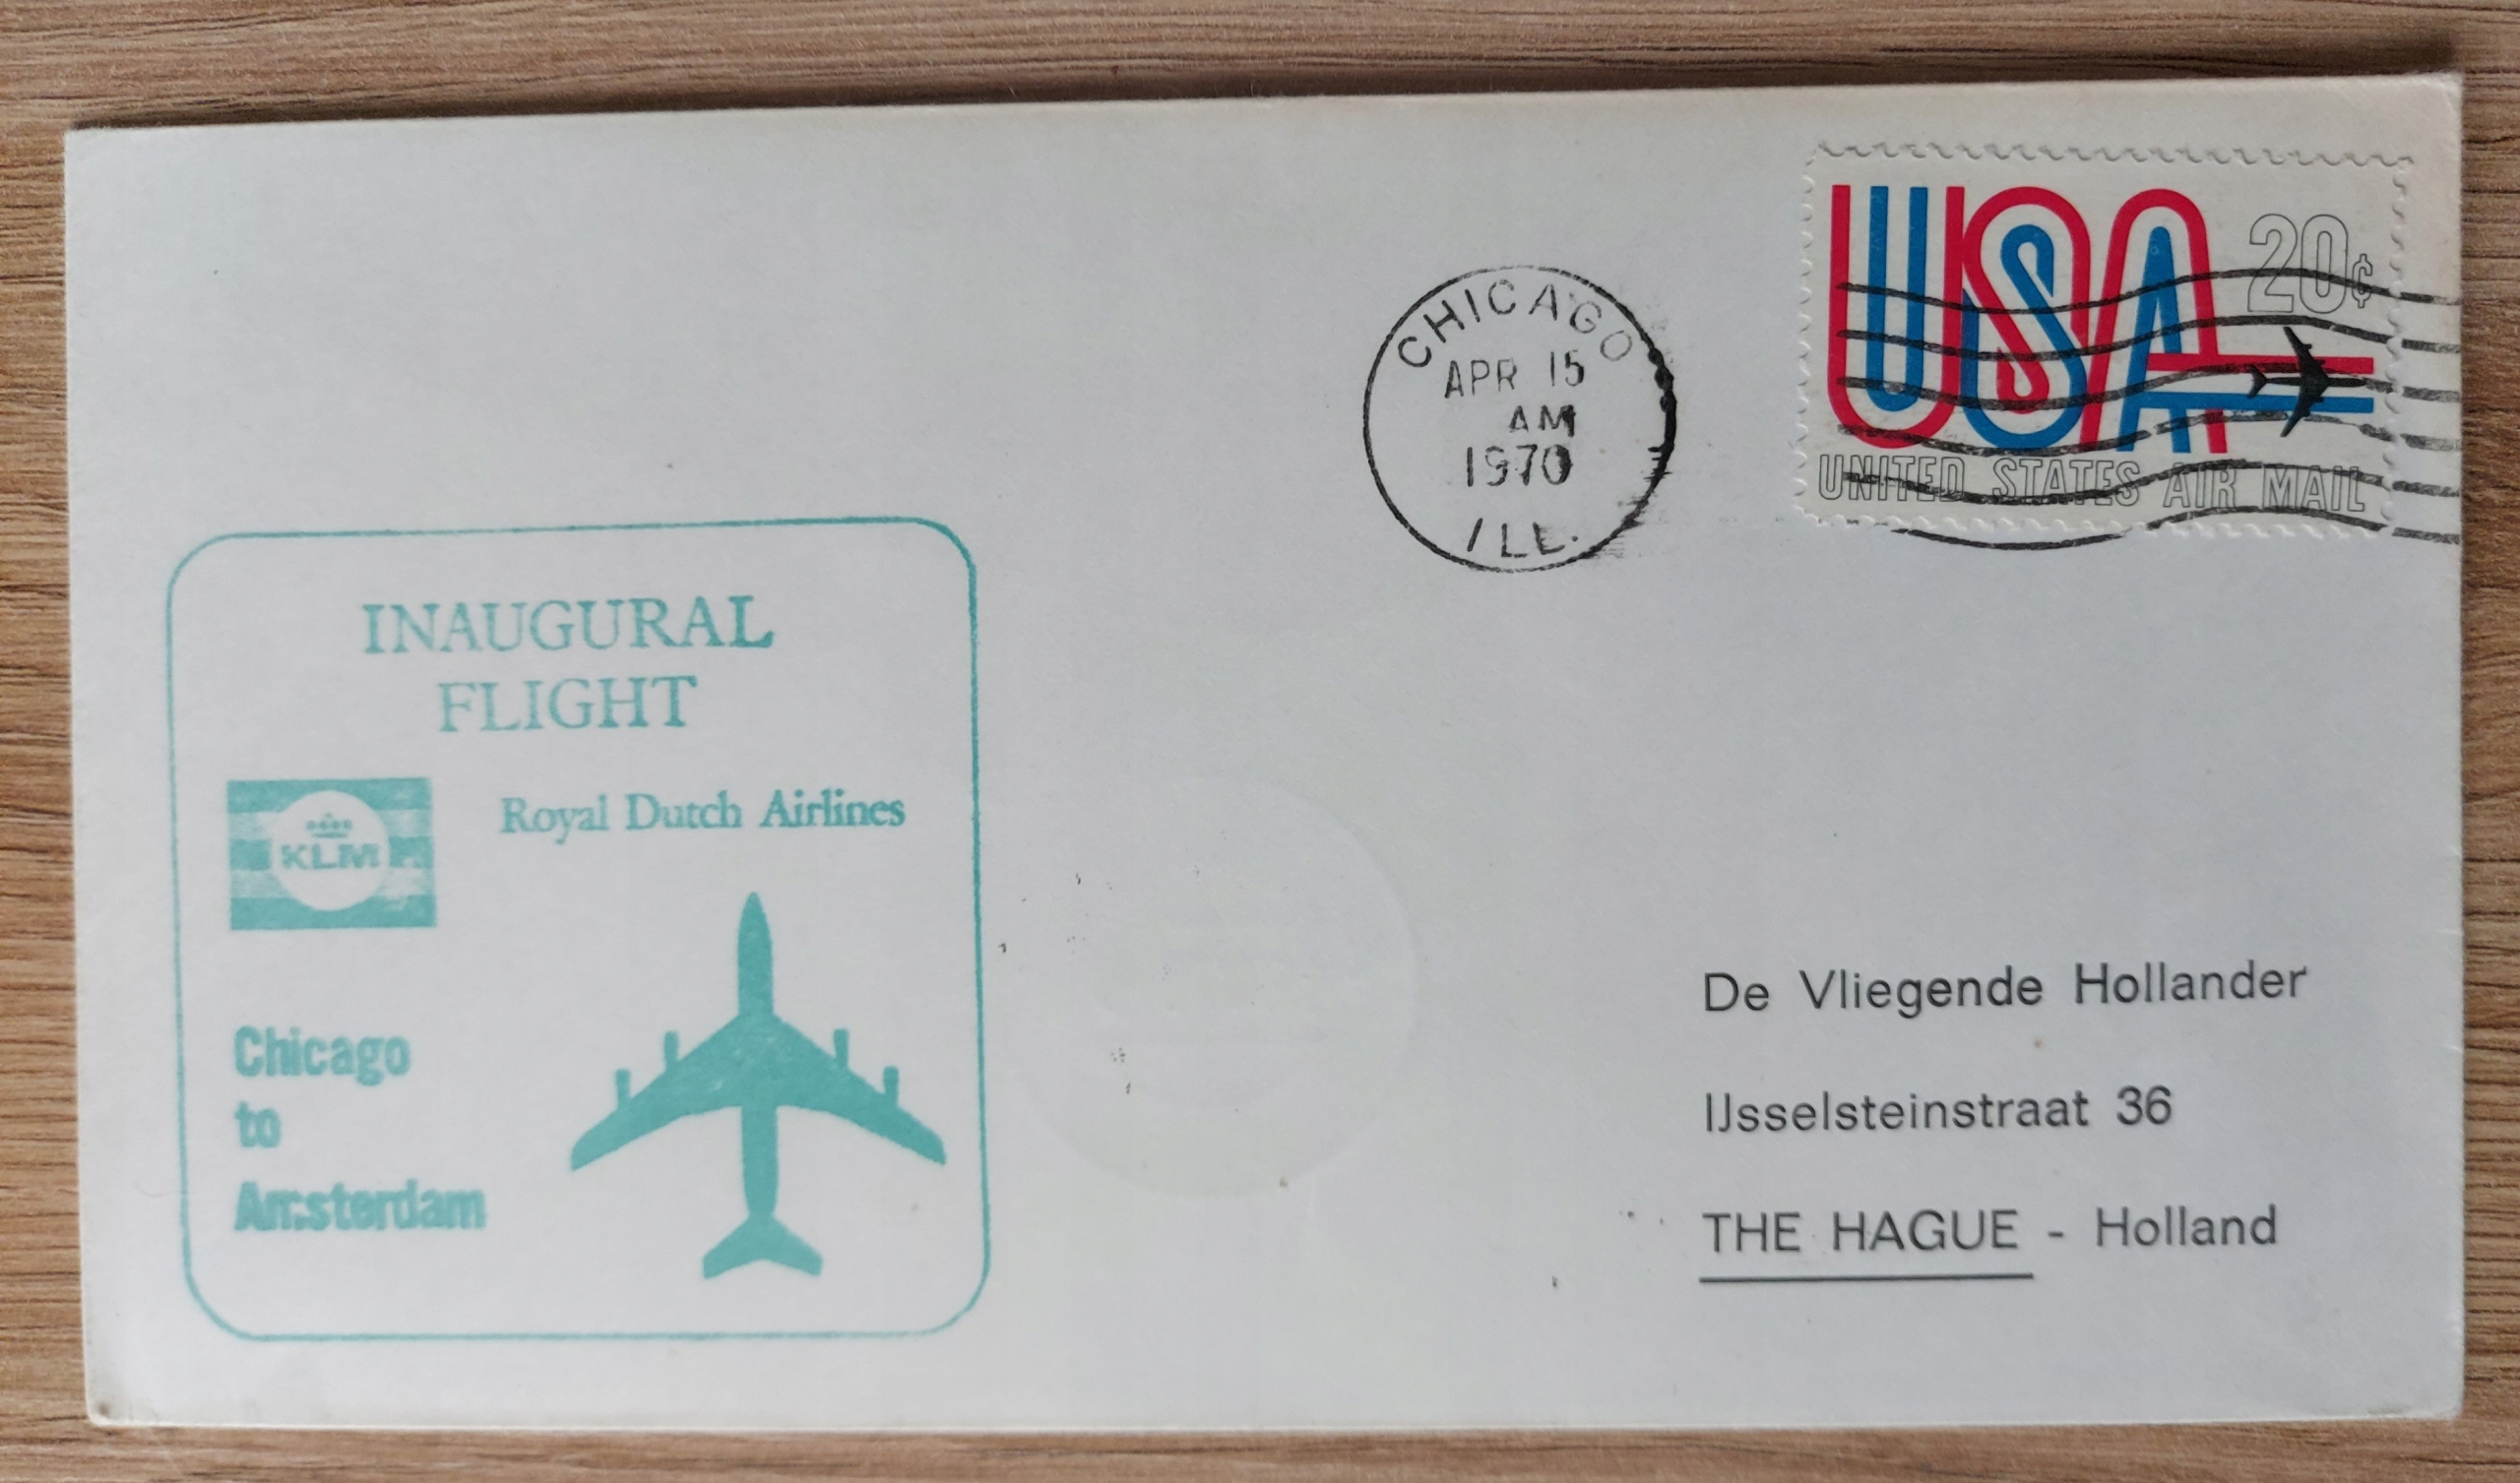 CHICAGO
APR 15
AM
1970
ILL.
USA 20¢
UNITED STATES AIR MAIL
INAUGURAL
FLIGHT
KLM
Royal Dutch Airlines
Chicago
to
Amsterdam
De Vliegende Hollander
IJsselsteinstraat 36
THE HAGUE - Holland